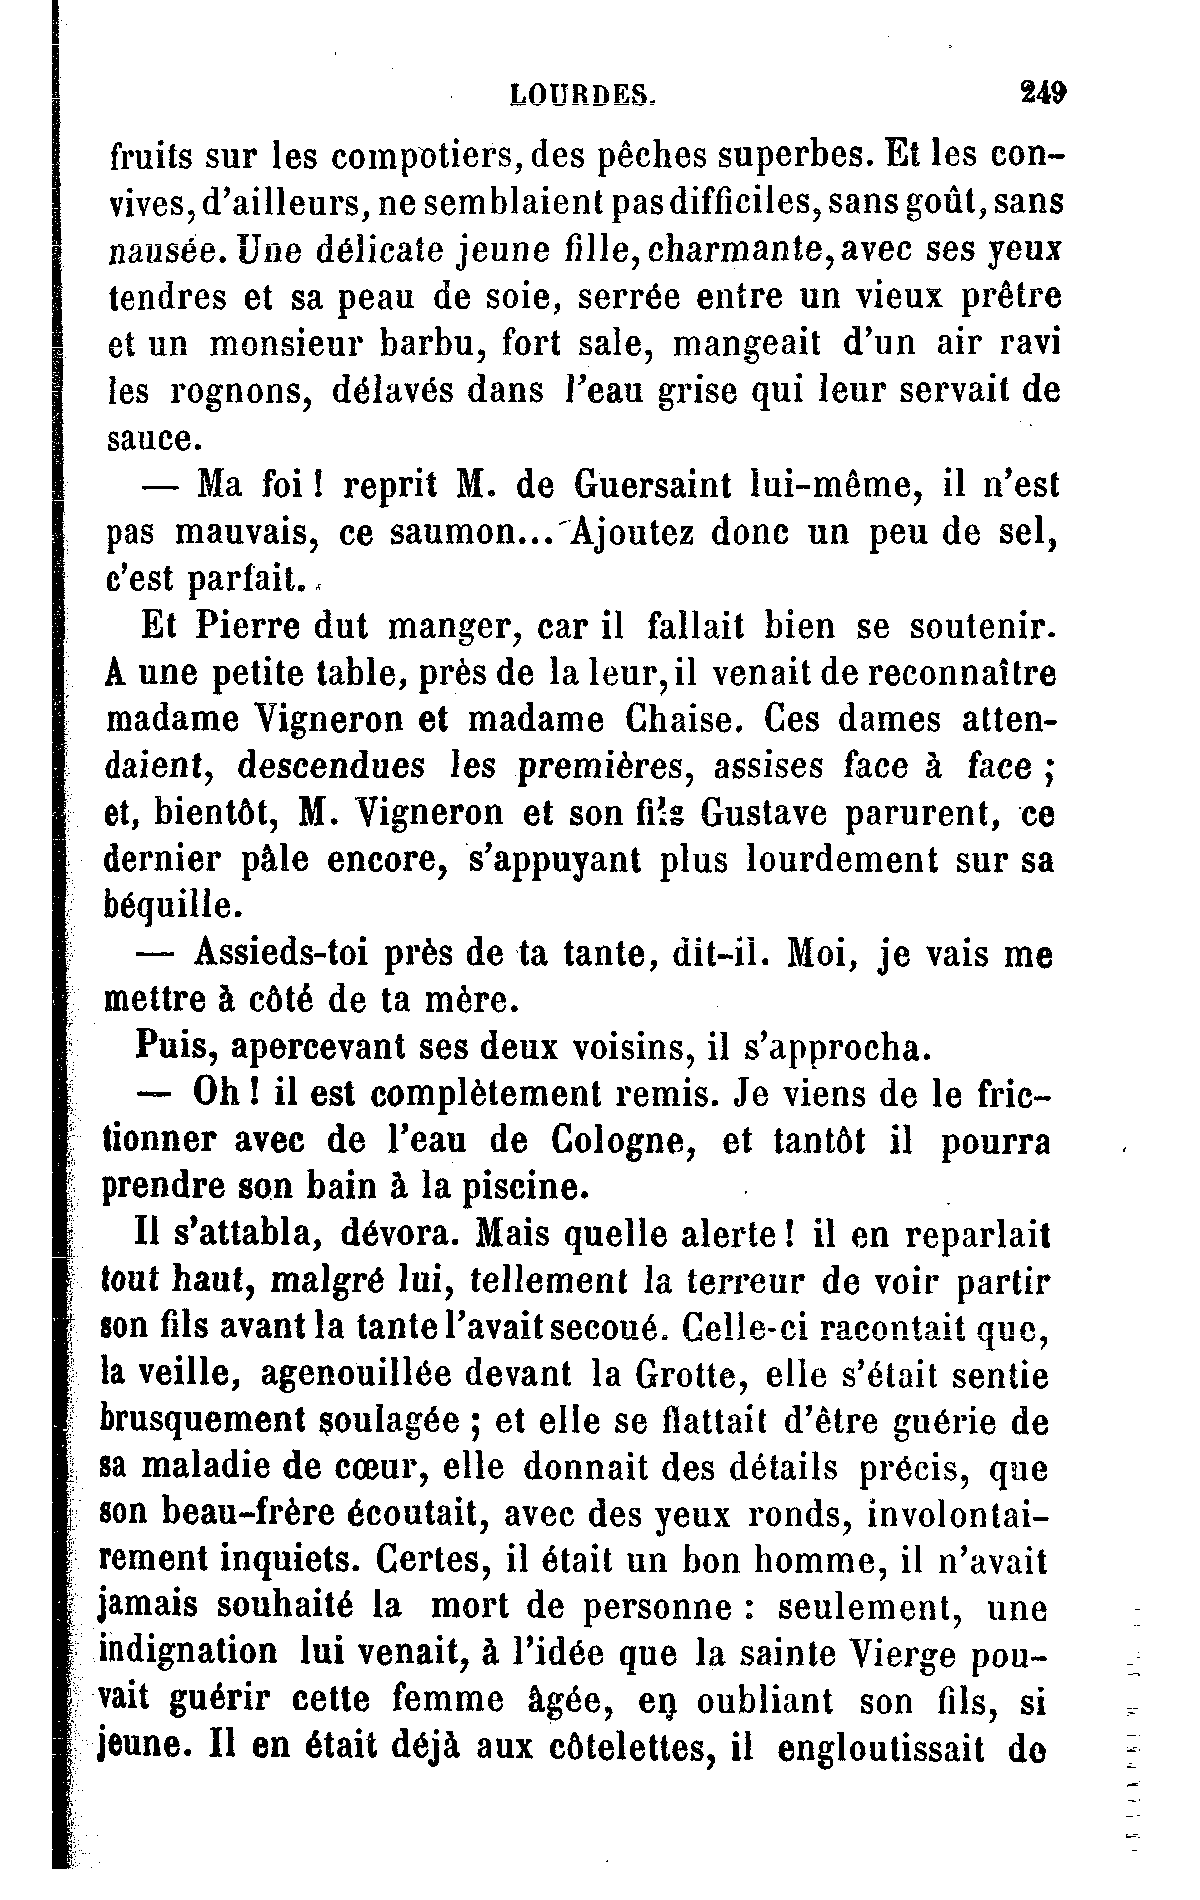 LOURDES. 249
fruits sur les compotiers, des pêches superbes. Et les con-
vives, d'ailleurs, ne semblaient pas difficiles, sans goût, sans
nausée. Une délicate jeune fille, charmante, avec ses yeux
tendres et sa peau de soie, serrée entre un vieux prêtre
et un monsieur barbu, fort sale, mangeait d'un air ravi
les rognons, délavés dans l'eau grise qui leur servait de
sauce.
— Ma foi ! reprit M. de Guersaint lui-même, il n'est
pas mauvais, ce saumon... Ajoutez donc un peu de sel,
c'est parfait.
Et Pierre dut manger, car il fallait bien se soutenir.
A une petite table, près de la leur, il venait de reconnaître
madame Vigneron et madame Chaise. Ces dames atten-
daient, descendues les premières, assises face à face ;
et, bientôt, M. Vigneron et son fils Gustave parurent, ce
dernier pâle encore, s'appuyant plus lourdement sur sa
béquille.
— Assieds-toi près de ta tante, dit-il. Moi, je vais me
mettre à côté de ta mère.
Puis, apercevant ses deux voisins, il s'approcha.
— Oh ! il est complètement remis. Je viens de le fric-
tionner avec de l'eau de Cologne, et tantôt il pourra
prendre son bain à la piscine.
Il s'attabla, dévora. Mais quelle alerte ! il en reparlait
tout haut, malgré lui, tellement la terreur de voir partir
son fils avant la tante l'avait secoué. Celle-ci racontait que,
la veille, agenouillée devant la Grotte, elle s'était sentie
brusquement soulagée ; et elle se flattait d'être guérie de
sa maladie de cœur, elle donnait des détails précis, que
son beau-frère écoutait, avec des yeux ronds, involontai-
rement inquiets. Certes, il était un bon homme, il n'avait
jamais souhaité la mort de personne : seulement, une
indignation lui venait, à l'idée que la sainte Vierge pou-
vait guérir cette femme âgée, en oubliant son fils, si
jeune. Il en était déjà aux côtelettes, il engloutissait de